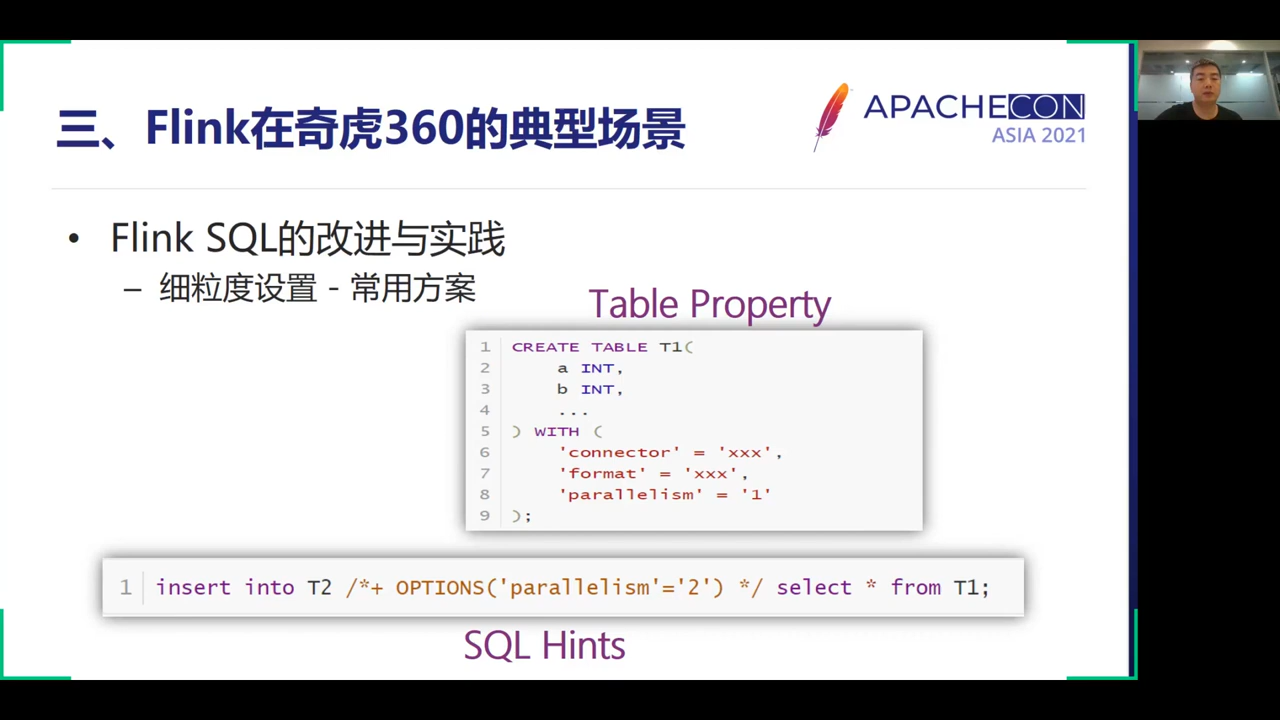 三、Flink在奇虎360的典型场景
APACHECON
ASIA 2021
• Flink SQL的改进与实践
– 细粒度设置 - 常用方案
Table Property
1 CREATE TABLE T1(
2 a INT,
3 b INT,
4 ...
5 ) WITH (
6 'connector' = 'xxx',
7 'format' = 'xxx',
8 'parallelism' = '1'
9 );
1 insert into T2 /*+ OPTIONS('parallelism'='2') */ select * from T1;
SQL Hints